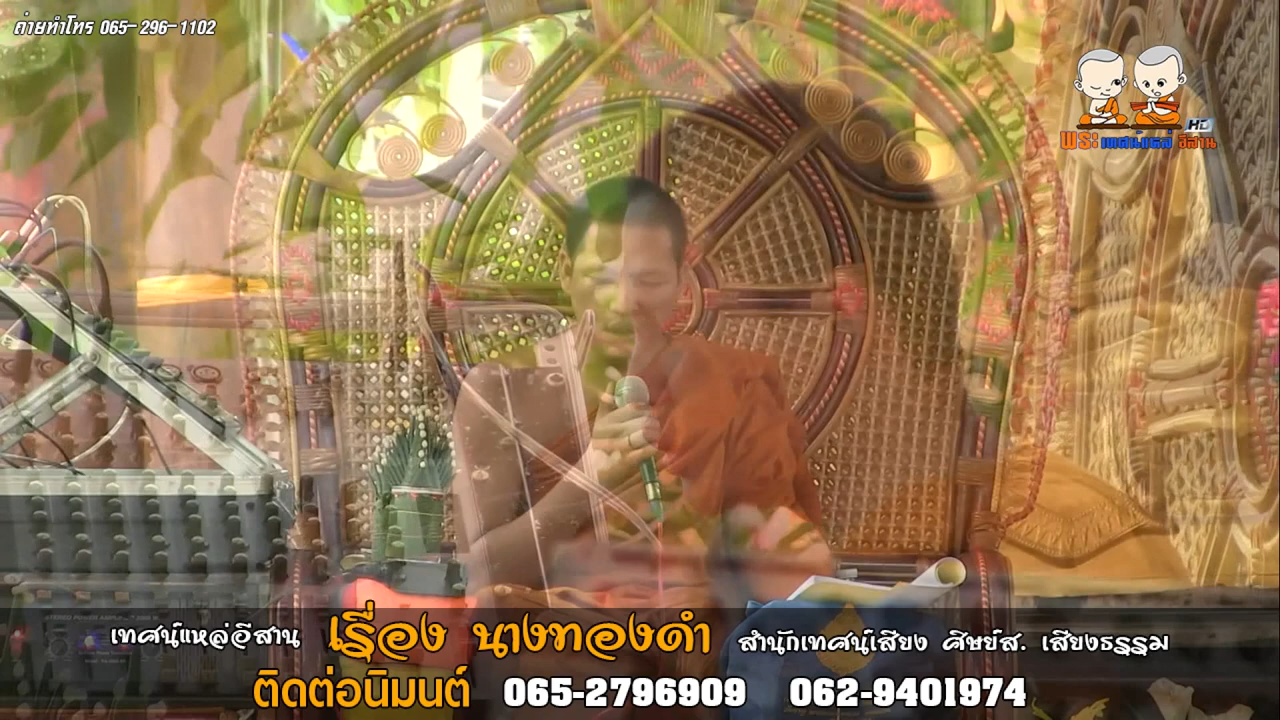 ถ่ายทำโทร 065-296-1102
HD
พระเทศน์แหล่ อีสาน
เทศน์แหล่อีสาน เรื่อง นางทองดำ สำนักเทศน์เสียง ศิษย์ส. เสียงธรรม
ติดต่อนิมนต์ 065-2796909 062-9401974